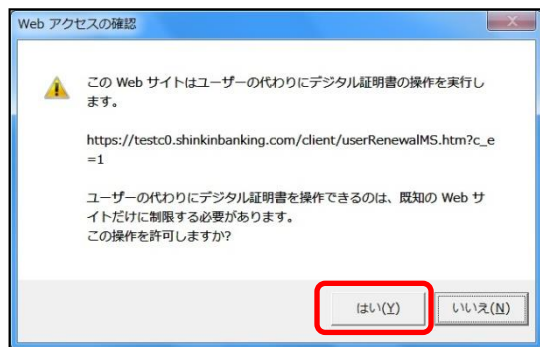 Web アクセスの確認
この Web サイトはユーザーの代わりにデジタル証明書の操作を実行し
ます。
https://testc0.shinkinbanking.com/client/userRenewalMS.htm?c_e
=1
ユーザーの代わりにデジタル証明書を操作できるのは、既知の Web サ
イトだけに制限する必要があります。
この操作を許可しますか?
はい(Y) いいえ(N)